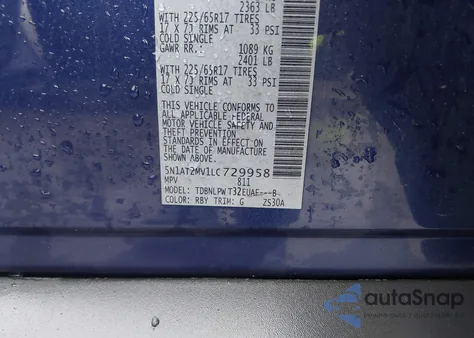 2363 LB
WITH 225/65R17 TIRES
17 X 7J RIMS AT 33 PSI
COLD SINGLE
GAWR RR: 1089 KG
2401 LB
WITH 225/65R17 TIRES
17 X 7J RIMS AT 33 PSI
COLD SINGLE
THIS VEHICLE CONFORMS TO
ALL APPLICABLE FEDERAL
MOTOR VEHICLE SAFETY AND
THEFT PREVENTION
STANDARDS IN EFFECT ON
THE DATE OF MANUFACTURE
SHOWN ABOVE.
5N1AT2MV1LC729958
MPV 811
MODEL: TDBNLPW T32EUAE---B-
COLOR: RBY TRIM: G ZS30A
autoSnap